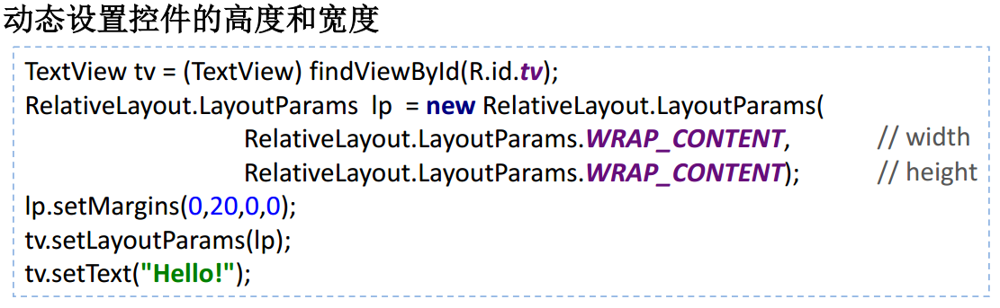 动态设置控件的高度和宽度
TextView tv = (TextView) findViewById(R.id.tv);
RelativeLayout.LayoutParams lp = new RelativeLayout.LayoutParams(
RelativeLayout.LayoutParams.WRAP_CONTENT, // width
RelativeLayout.LayoutParams.WRAP_CONTENT); // height
lp.setMargins(0,20,0,0);
tv.setLayoutParams(lp);
tv.setText("Hello!");